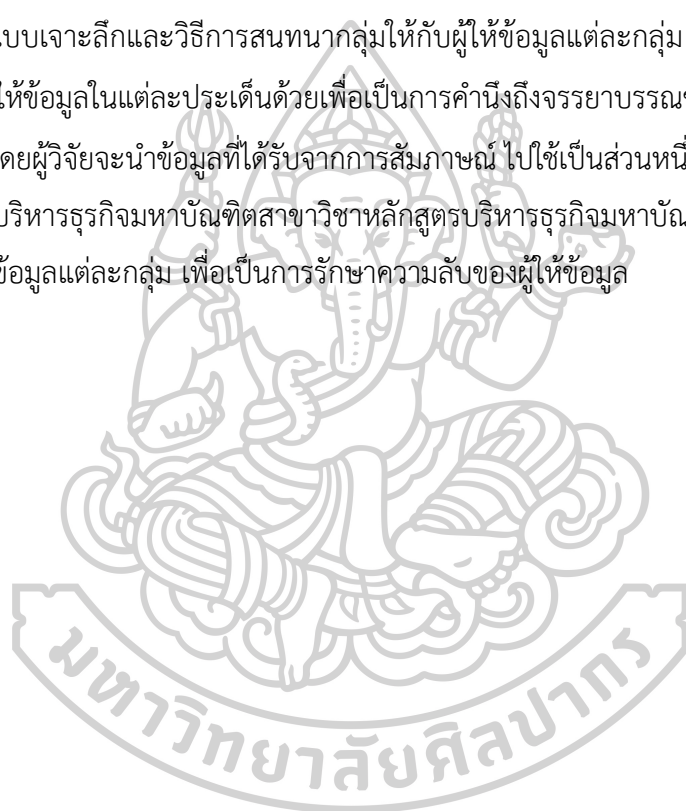 แบบเจาะลึกและวิธีการสนทนากลุ่มให้กับผู้ให้ข้อมูลแต่ละกลุ่ม
ให้ข้อมูลในแต่ละประเด็นด้วยเพื่อเป็นการคำนึงถึงจรรยาบรรณ
โดยผู้วิจัยจะนำข้อมูลที่ได้รับจากการสัมภาษณ์ ไปใช้เป็นส่วนหนึ่
บริหารธุรกิจมหาบัณฑิตสาขาวิชาหลักสูตรบริหารธุรกิจมหาบัณ
ข้อมูลแต่ละกลุ่ม เพื่อเป็นการรักษาความลับของผู้ให้ข้อมูล
มหาวิทยาลัยศิลปากร